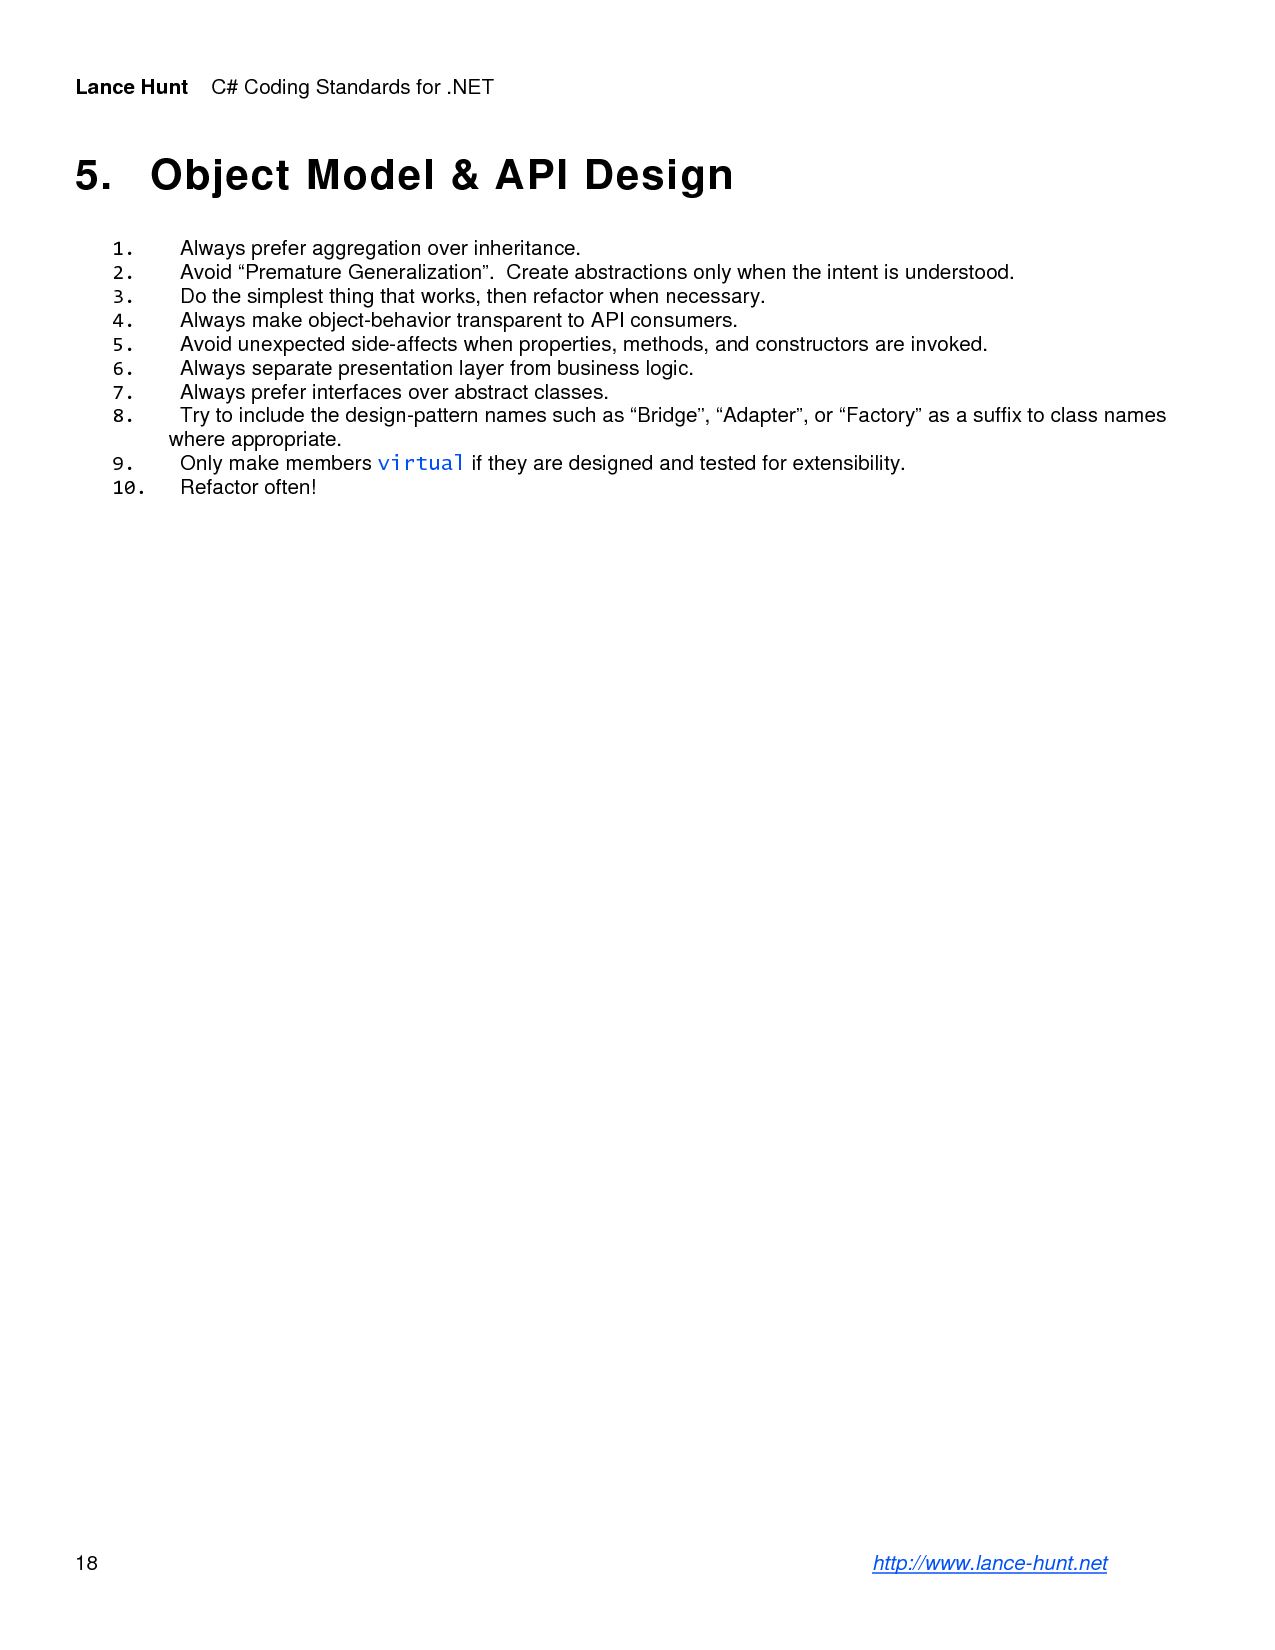 Lance Hunt C# Coding Standards for .NET
5. Object Model & API Design
1. Always prefer aggregation over inheritance.
2. Avoid “Premature Generalization”. Create abstractions only when the intent is understood.
3. Do the simplest thing that works, then refactor when necessary.
4. Always make object-behavior transparent to API consumers.
5. Avoid unexpected side-affects when properties, methods, and constructors are invoked.
6. Always separate presentation layer from business logic.
7. Always prefer interfaces over abstract classes.
8. Try to include the design-pattern names such as “Bridge”, “Adapter”, or “Factory” as a suffix to class names
where appropriate.
9. Only make members virtual if they are designed and tested for extensibility.
10. Refactor often!
18 http://www.lance-hunt.net